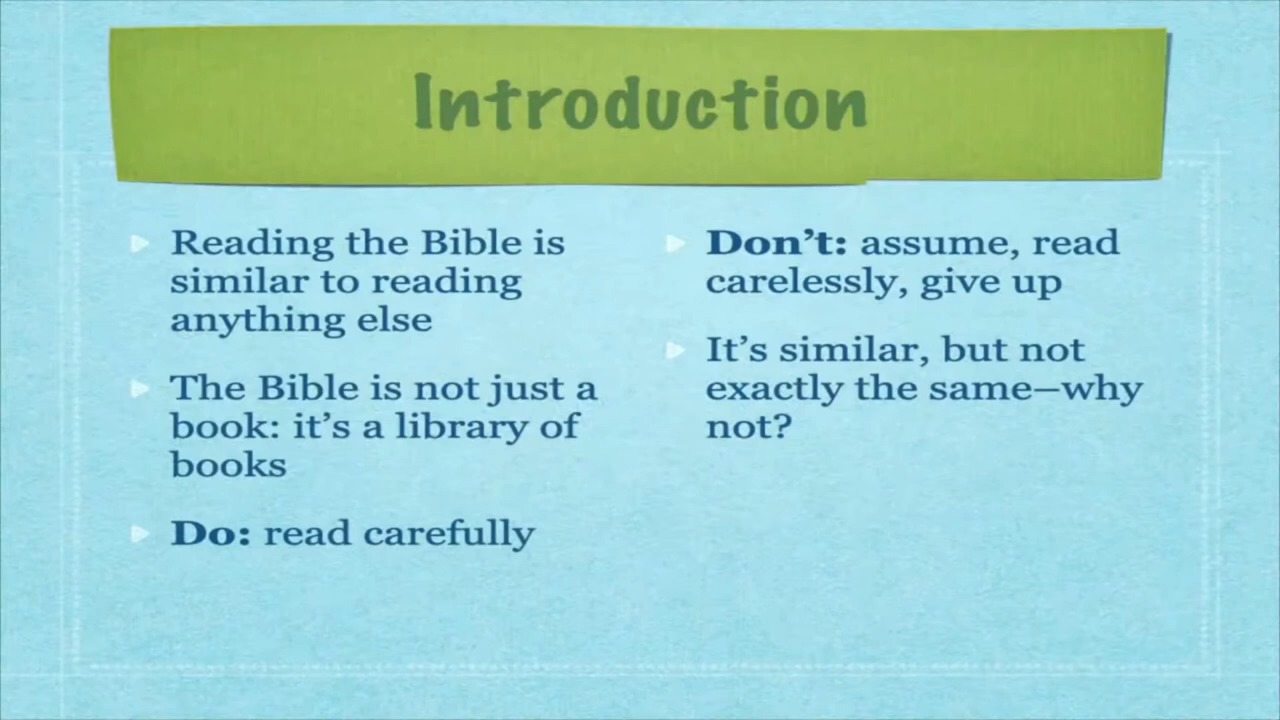 Introduction
Reading the Bible is
similar to reading
anything else
The Bible is not just a
book: it’s a library of
books
Do: read carefully
Don’t: assume, read
carelessly, give up
It’s similar, but not
exactly the same—why
not?